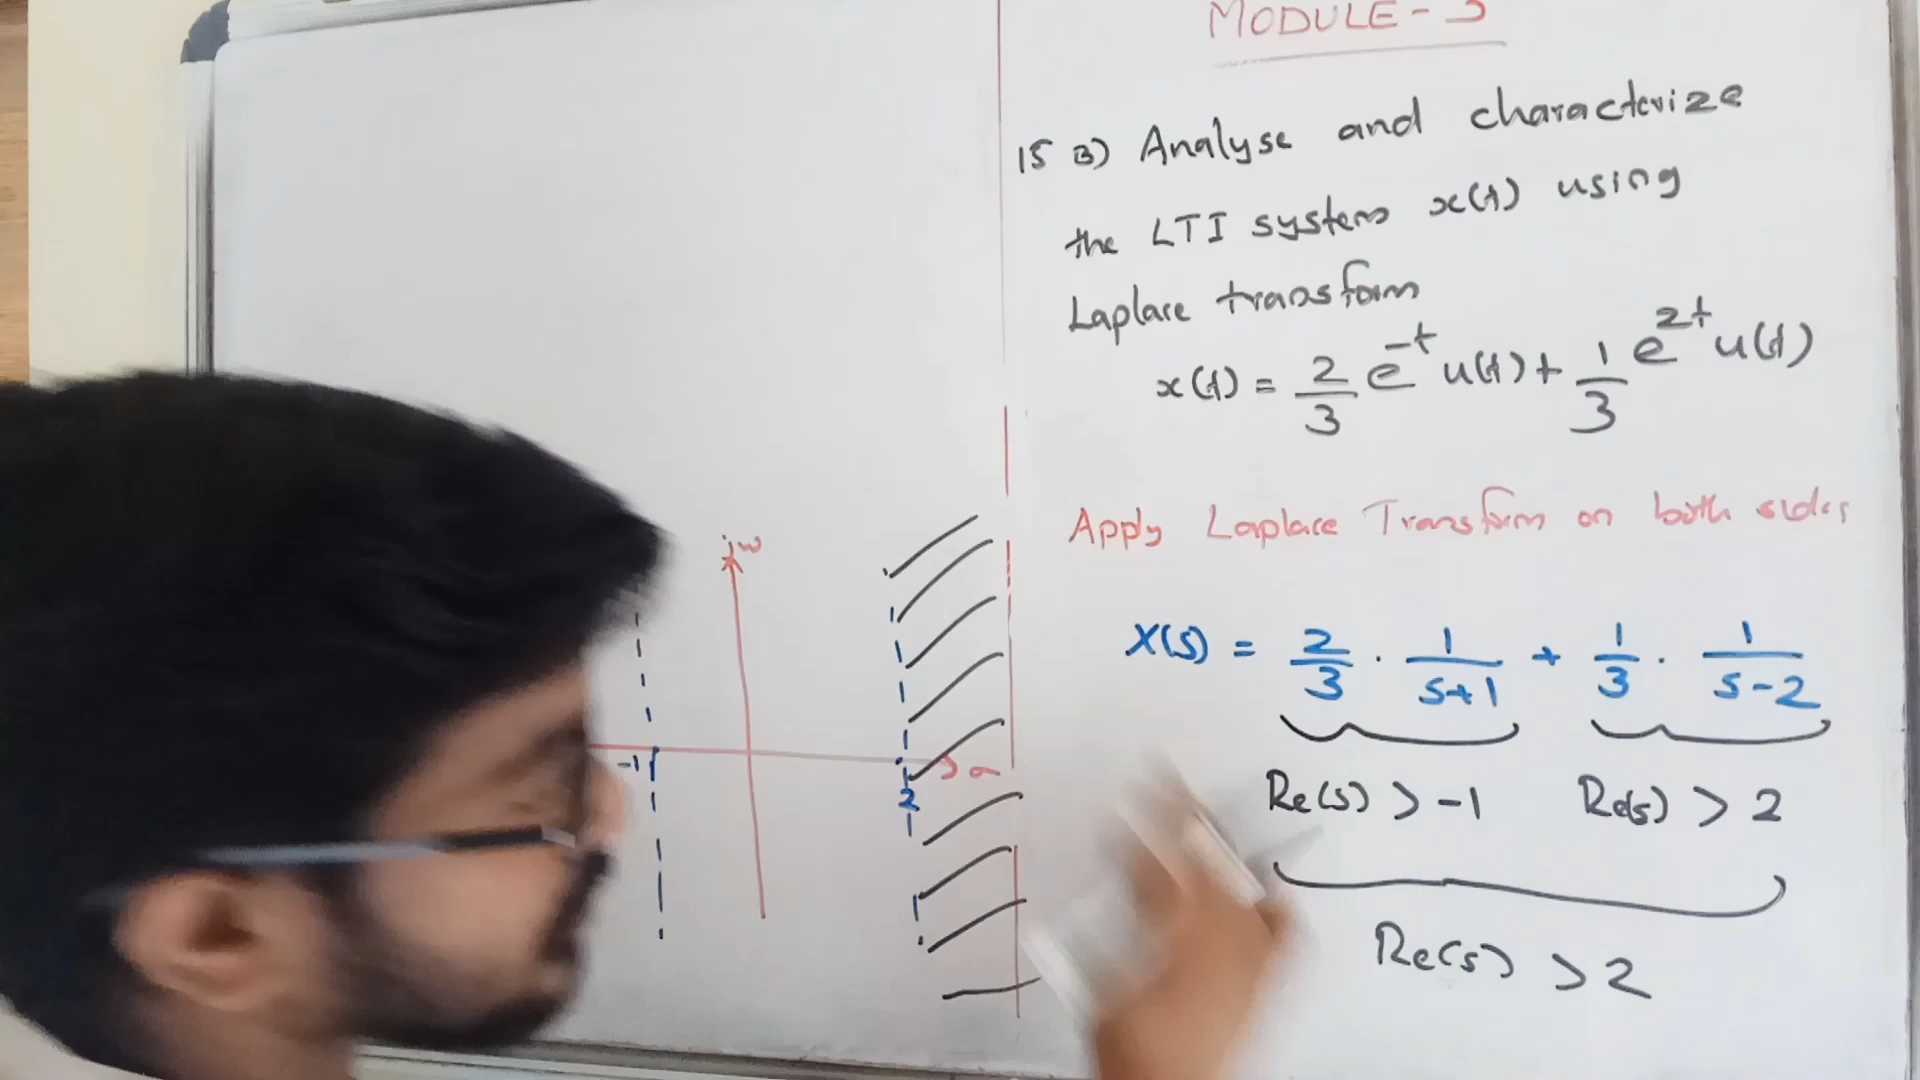 MODULE - 5
15 B) Analyse and characterize
the LTI system x(t) using
Laplace transform
x(t) = 2/3 e^-t u(t) + 1/3 e^2t u(t)
Apply Laplace Transform on both sides
X(s) = 2/3 · 1/s+1 + 1/3 · 1/s-2
Re(s) > -1 Re(s) > 2
Re(s) > 2
jw
-1
2
σ